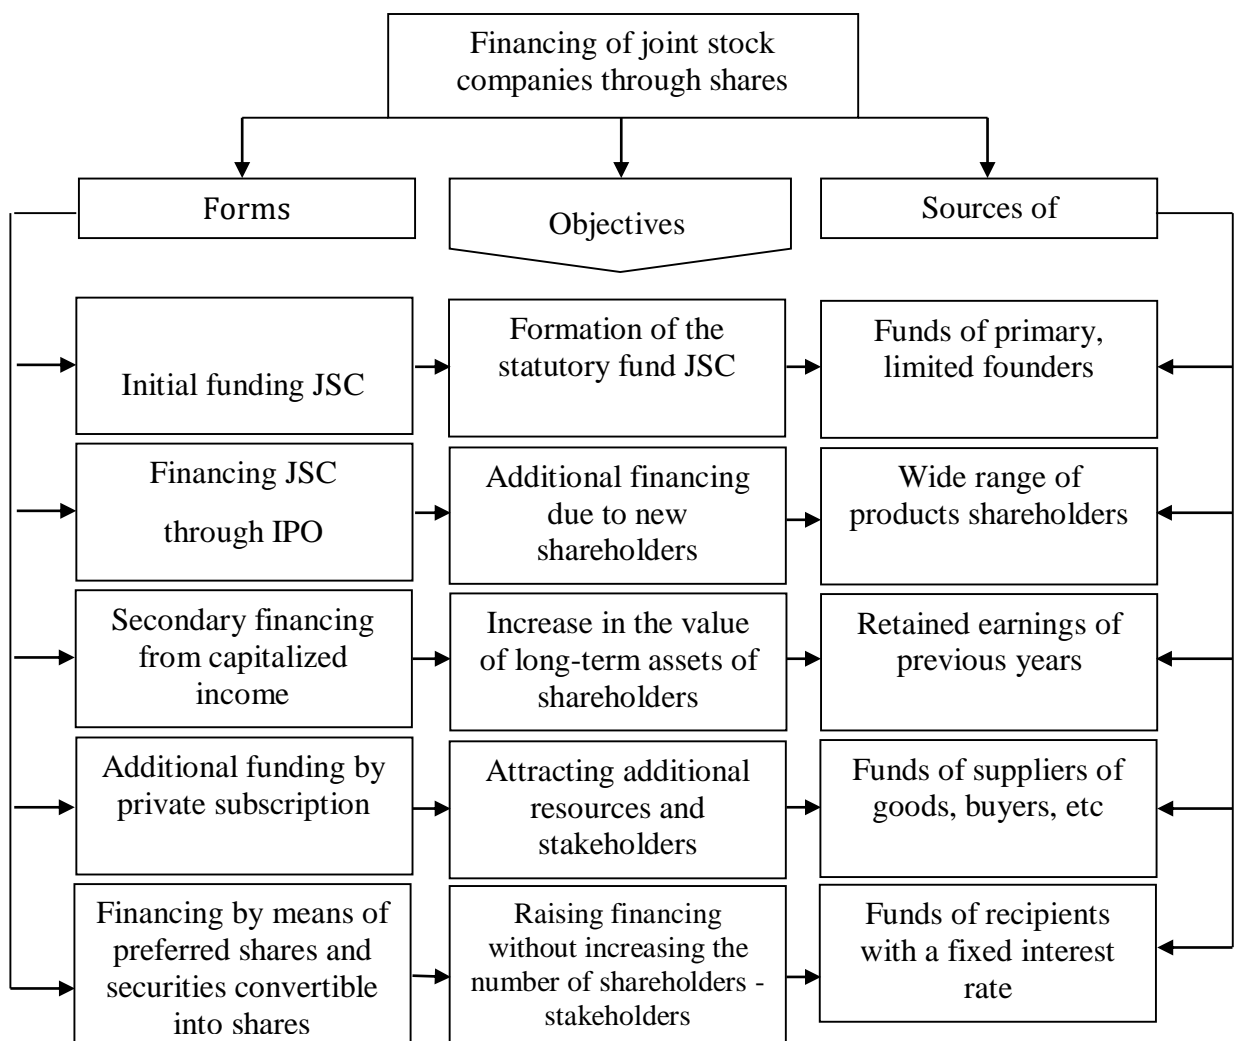 Financing of joint stock
companies through shares
Forms
Objectives
Sources of
Initial funding JSC
Formation of the
statutory fund JSC
Funds of primary,
limited founders
Financing JSC
through IPO
Additional financing
due to new
shareholders
Wide range of
products shareholders
Secondary financing
from capitalized
income
Increase in the value
of long-term assets of
shareholders
Retained earnings of
previous years
Additional funding by
private subscription
Attracting additional
resources and
stakeholders
Funds of suppliers of
goods, buyers, etc
Financing by means of
preferred shares and
securities convertible
into shares
Raising financing
without increasing the
number of shareholders -
stakeholders
Funds of recipients
with a fixed interest
rate